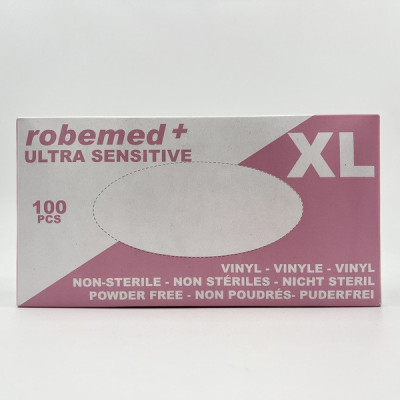 robemed+
ULTRA SENSITIVE
XL
100
PCS
VINYL - VINYLE - VINYL
NON-STERILE - NON STÉRILES - NICHT STERIL
POWDER FREE - NON POUDRÉS- PUDERFREI